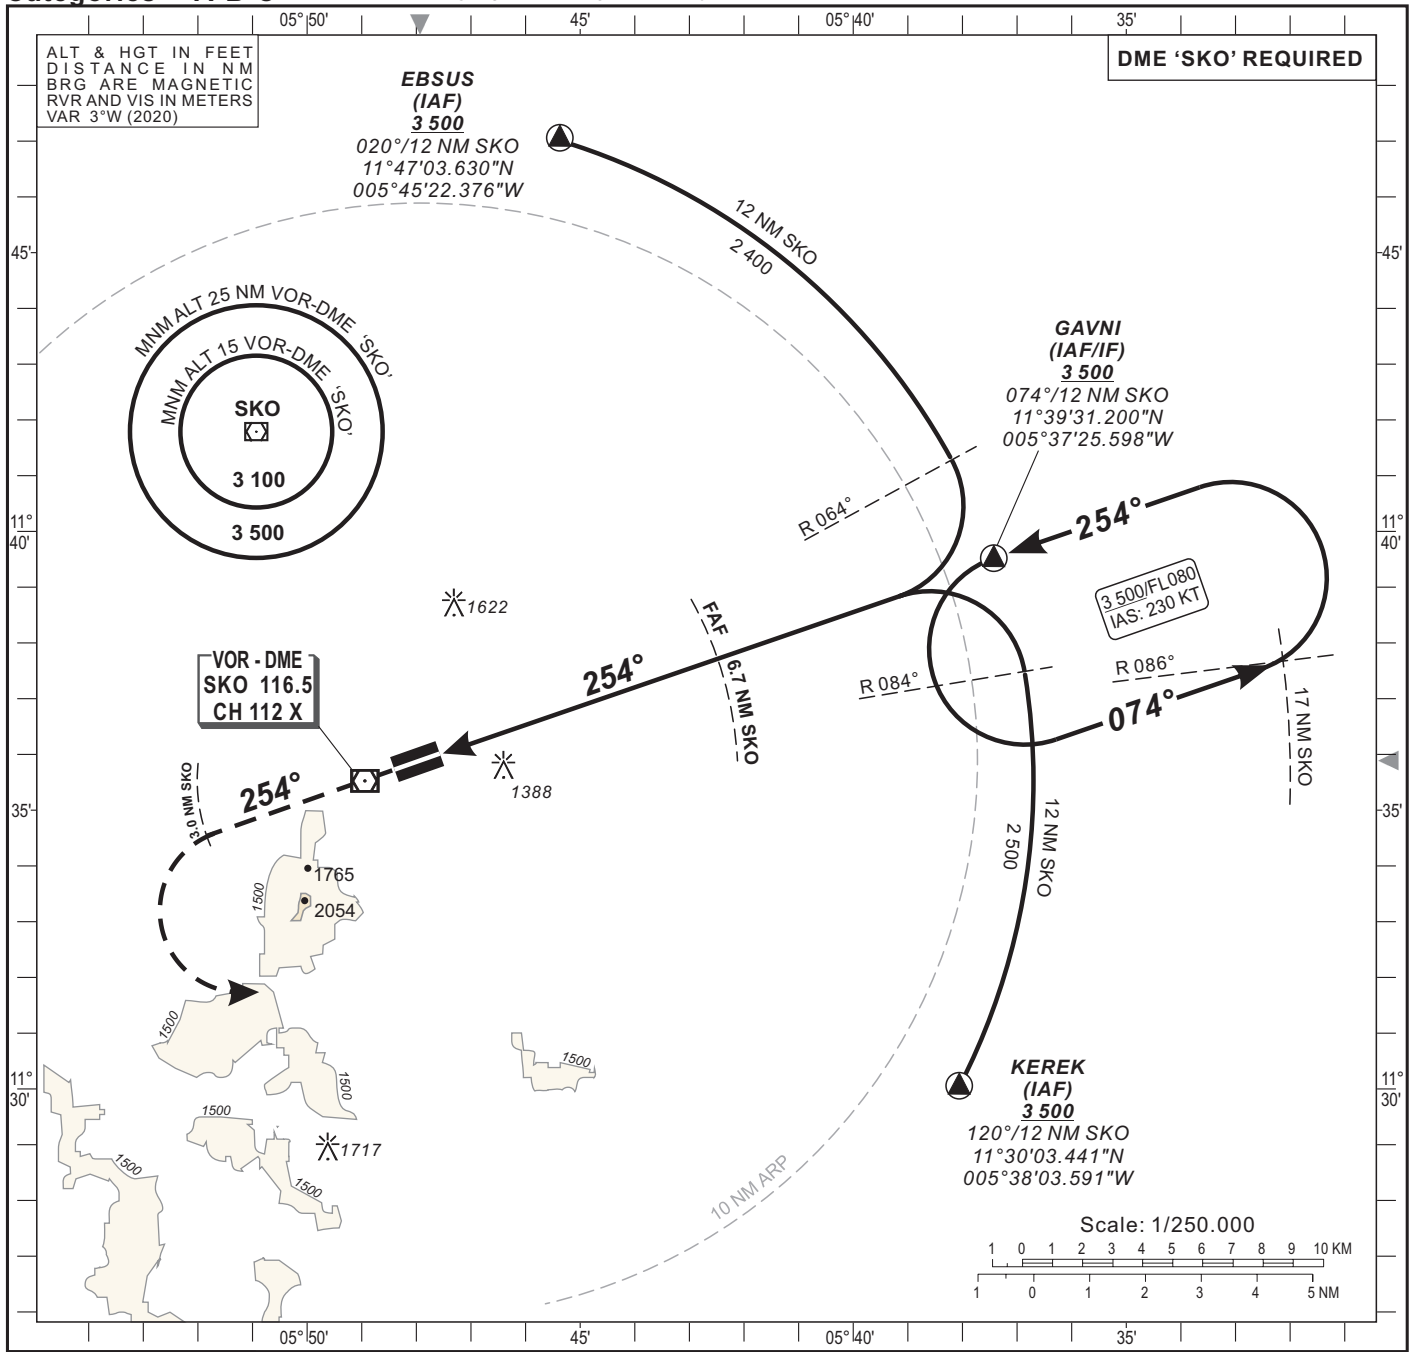 05°50'
45'
05°40'
35'
ALT & HGT IN FEET
DISTANCE IN NM
BRG ARE MAGNETIC
RVR AND VIS IN METERS
VAR 3°W (2020)
DME ‘SKO’ REQUIRED
EBSUS
(IAF)
3 500
020°/12 NM SKO
11°47'03.630"N
005°45'22.376"W
12 NM SKO
2 400
45'
45'
MNM ALT 25 NM VOR-DME ‘SKO’
MNM ALT 15 VOR-DME ‘SKO’
SKO
3 100
3 500
GAVNI
(IAF/IF)
3 500
074°/12 NM SKO
11°39'31.200"N
005°37'25.598"W
R 064°
254°
11°
40'
11°
40'
3 500/FL080
IAS: 230 KT
1622
FAF
6.7 NM SKO
VOR - DME
SKO 116.5
CH 112 X
254°
R 084°
R 086°
074°
17 NM SKO
3.0 NM SKO
254°
1388
35'
35'
12 NM SKO
2 500
1765
1500
2054
1500
1500
1500
1500
1717
1500
1500
11°
30'
11°
30'
KEREK
(IAF)
3 500
120°/12 NM SKO
11°30'03.441"N
005°38'03.591"W
10 NM ARP
Scale: 1/250.000
1 0 1 2 3 4 5 6 7 8 9 10 KM
1 0 1 2 3 4 5 NM
05°50'
45'
05°40'
35'